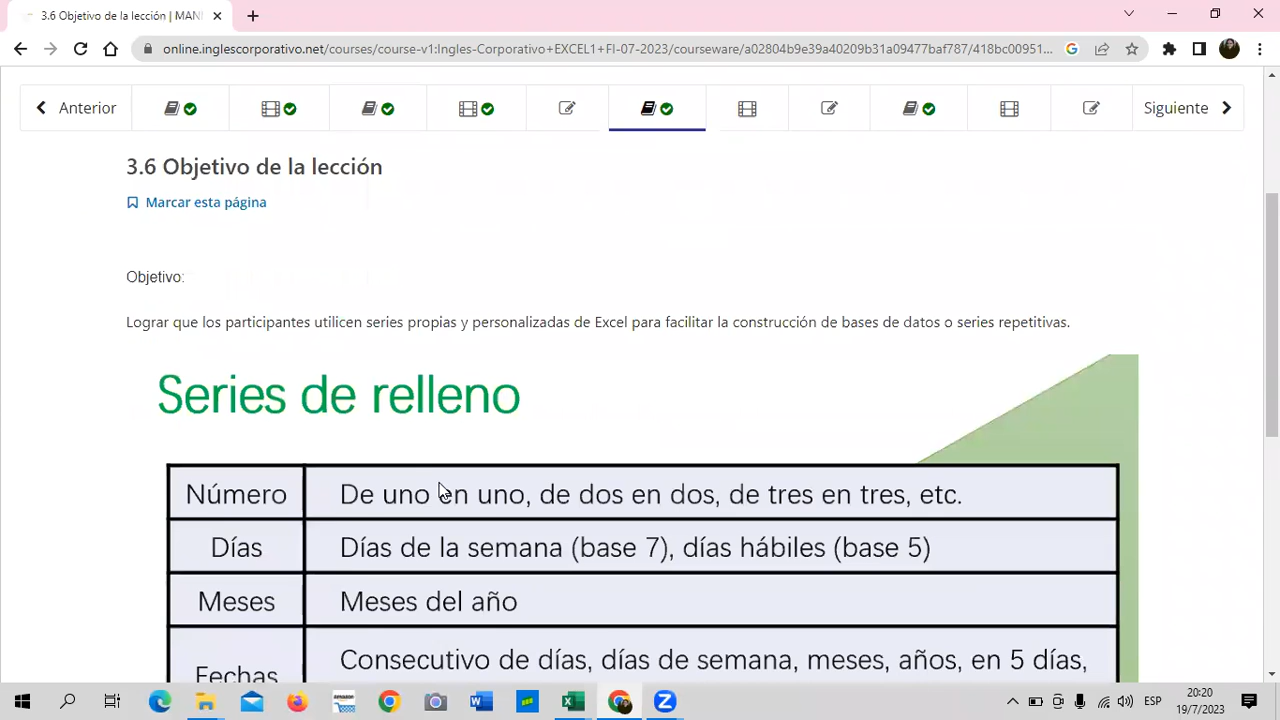 3.6 Objetivo de la lección | MAN
online.inglescorporativo.net/courses/course-v1:Ingles-Corporativo+EXCEL1+FI-07-2023/courseware/a02804b9e39a40209b31a09477baf787/418bc00951...
Anterior
Siguiente
3.6 Objetivo de la lección
Marcar esta página
Objetivo:
Lograr que los participantes utilicen series propias y personalizadas de Excel para facilitar la construcción de bases de datos o series repetitivas.
Series de relleno
Número De uno en uno, de dos en dos, de tres en tres, etc.
Días Días de la semana (base 7), días hábiles (base 5)
Meses Meses del año
Fechas Consecutivo de días, días de semana, meses, años, en 5 días,
ESP
20:20
19/7/2023